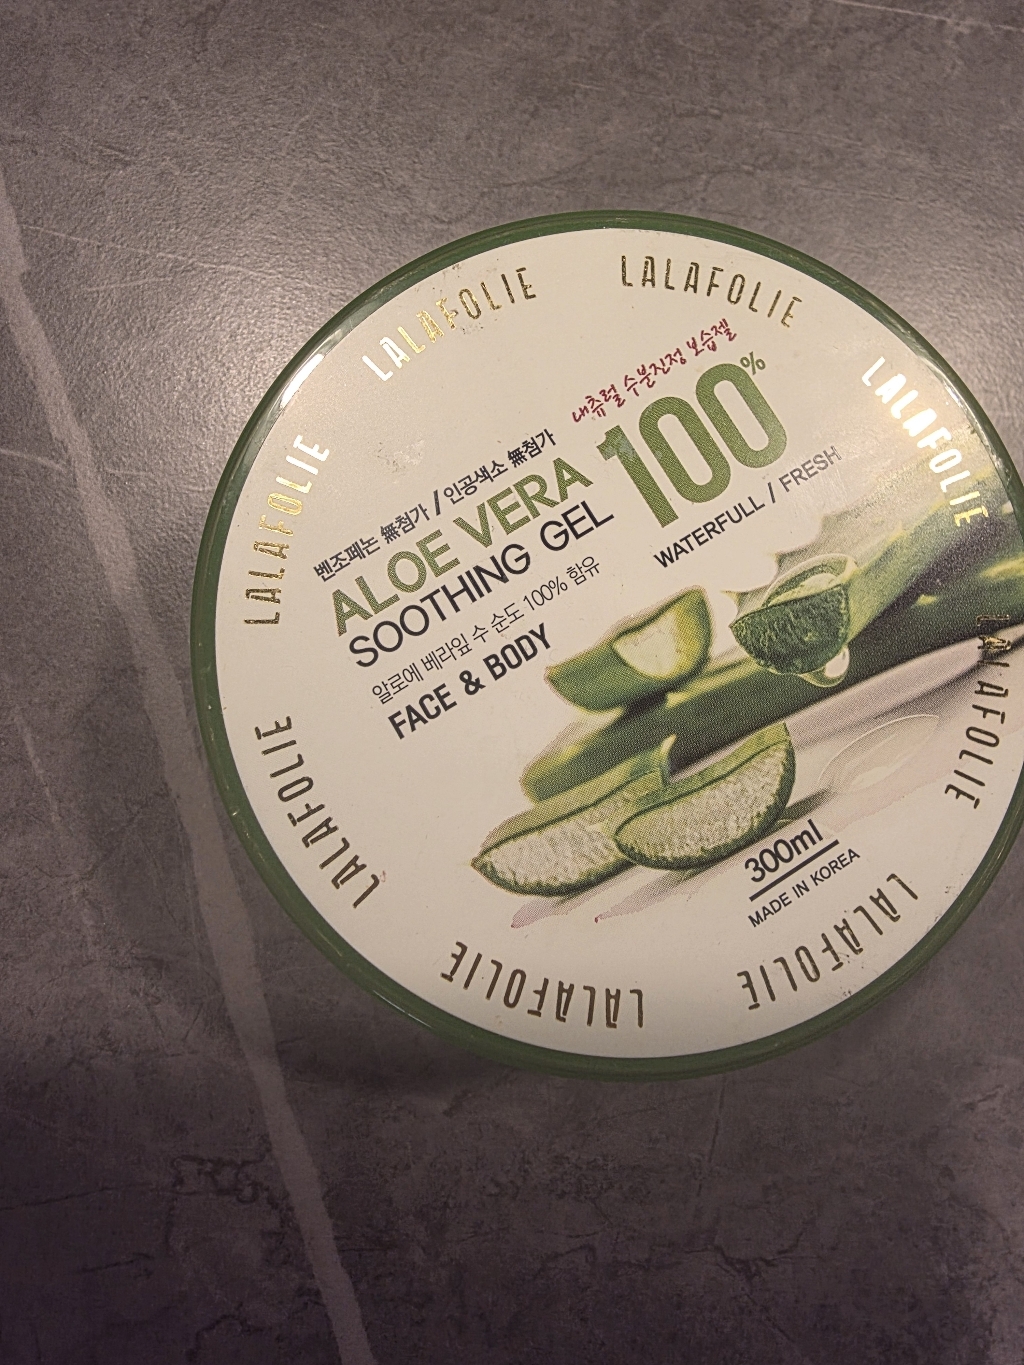 LALAFOLIE
LALAFOLIE
LALAFOLIE
LALAFOLIE
LALAFOLIE
LALAFOLIE
LALAFOLIE
LALAFOLIE
내츄럴 수분진정 보습젤
벤조페논 無첨가 / 인공색소 無첨가
ALOE VERA
SOOTHING GEL
100%
WATERFULL / FRESH
알로에 베라잎 수 순도 100% 함유
FACE & BODY
300ml
MADE IN KOREA